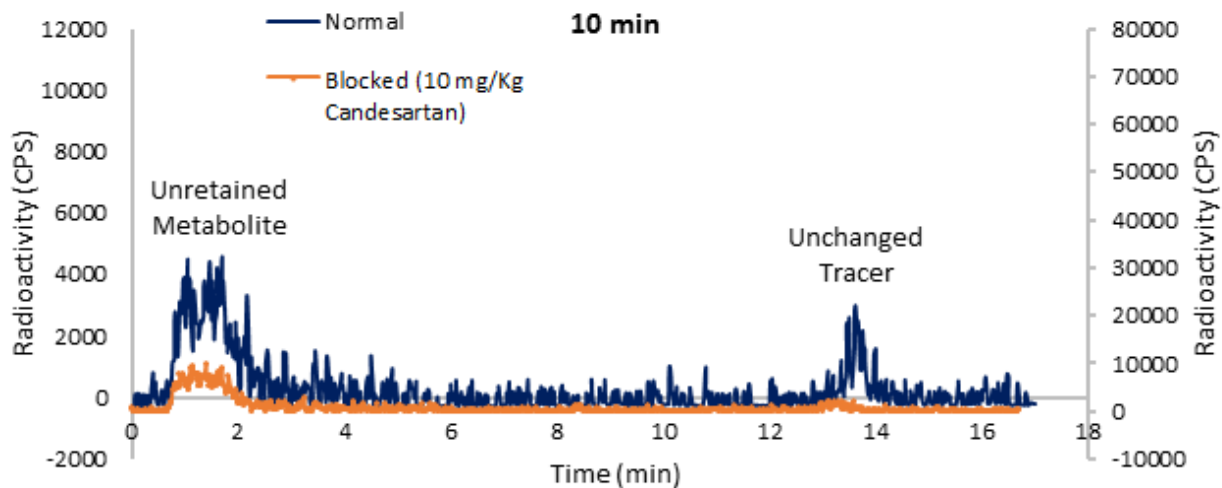 10 min
Normal
Blocked (10 mg/Kg
Candesartan)
Unretained
Metabolite
Unchanged
Tracer
Radioactivity (CPS)
12000
10000
8000
6000
4000
2000
0
-2000
80000
70000
60000
50000
40000
30000
20000
10000
0
-10000
Radioactivity (CPS)
0 2 4 6 8 10 12 14 16 18
Time (min)